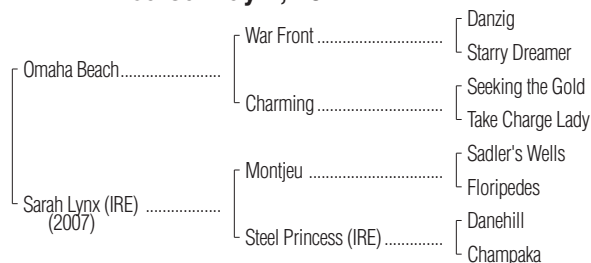 Danzig
War Front ........................................
Starry Dreamer
Omaha Beach................................
Seeking the Gold
Charming ........................................
Take Charge Lady
Sadler's Wells
Montjeu ..........................................
Floripedes
Sarah Lynx (IRE) ........................
(2007)
Danehill
Steel Princess (IRE)..................
Champaka